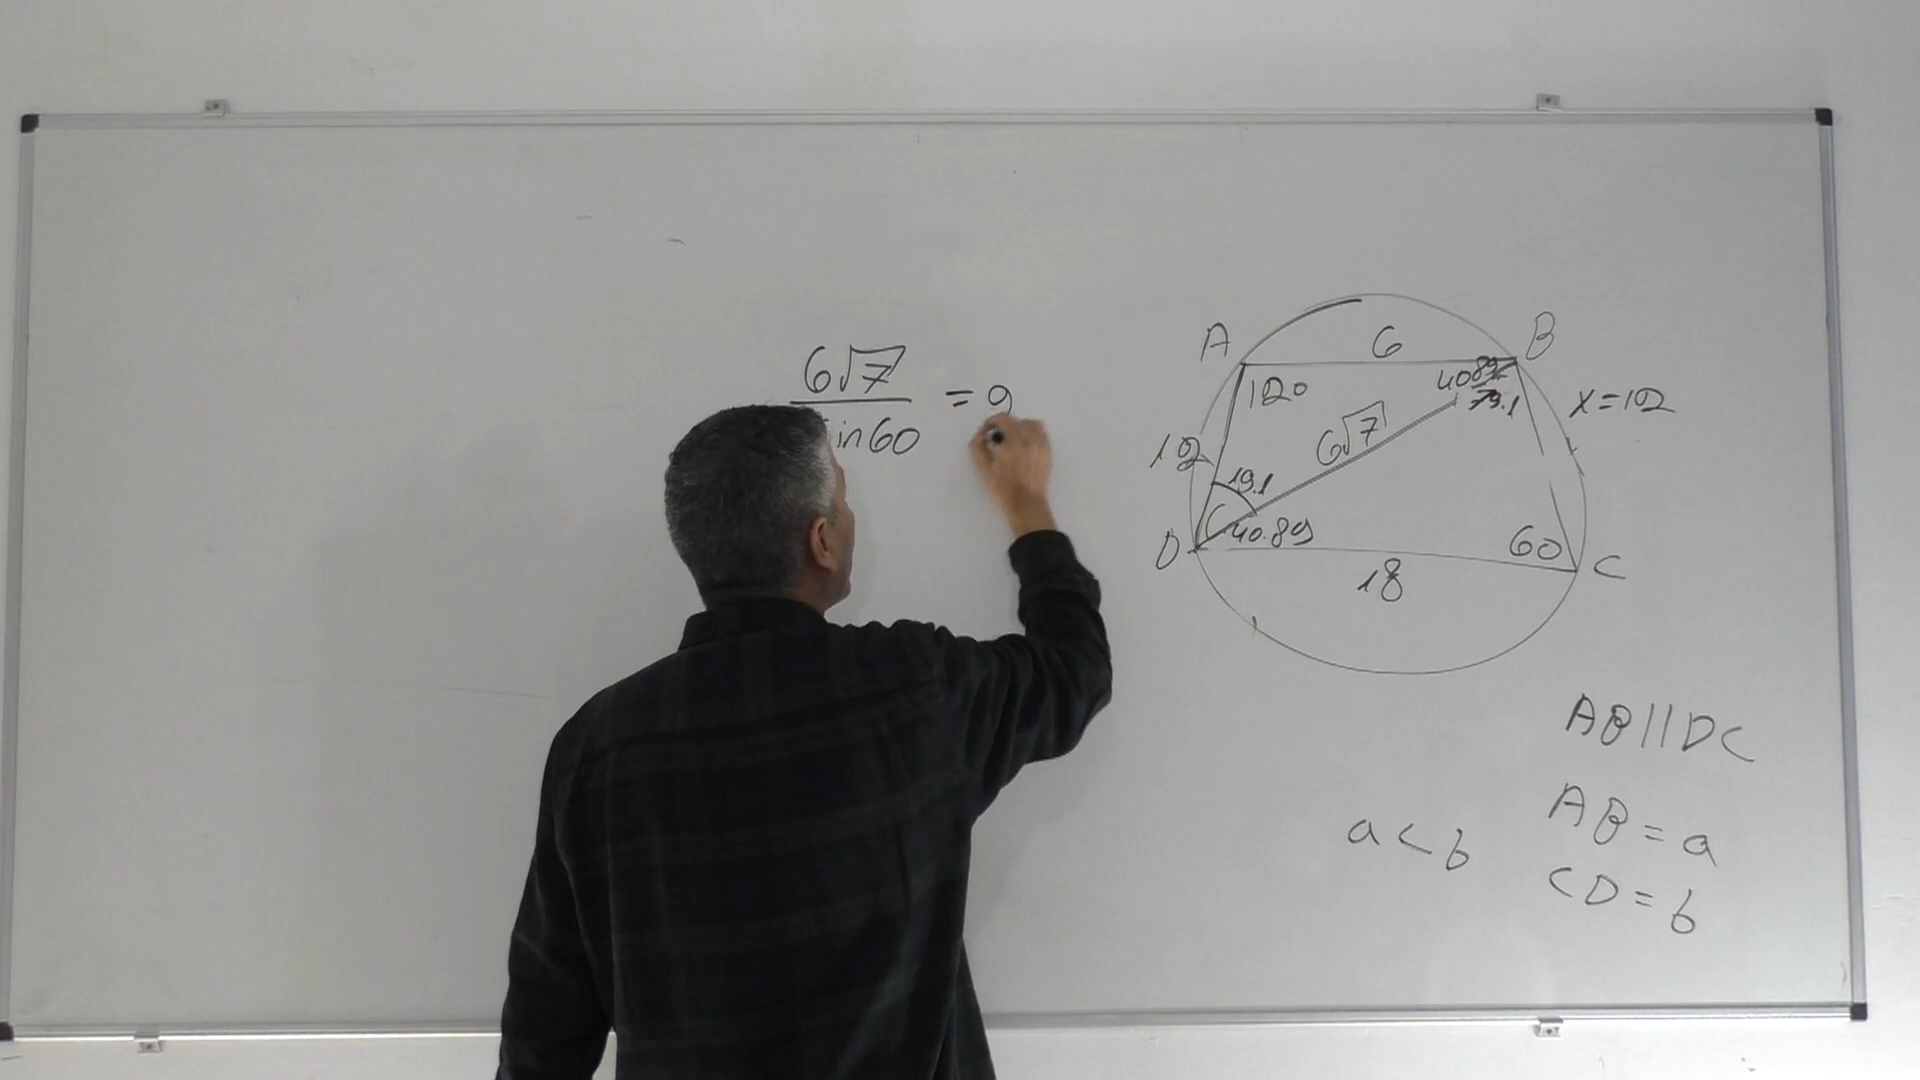 6√7
= 2
in60
A
6
B
120
40.89
79.1
x=12
6√7
12
19.1
D
40.89
60
C
18
AB||DC
AB = a
a < b
CD = b